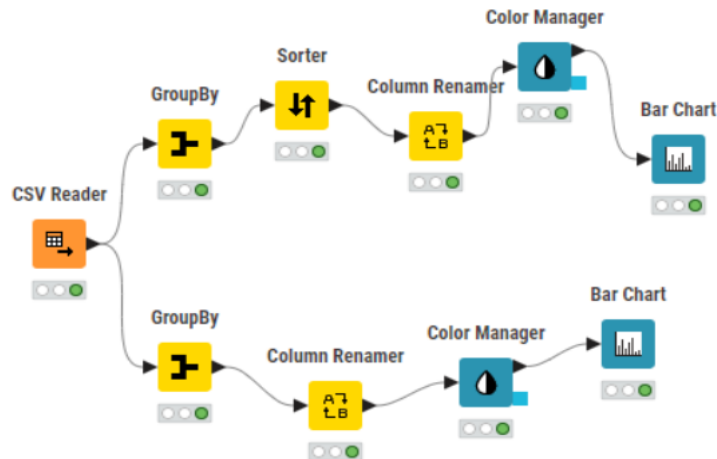 Color Manager
Sorter
Column Renamer
GroupBy
Bar Chart
CSV Reader
A
B
Bar Chart
GroupBy
Color Manager
Column Renamer
A
B